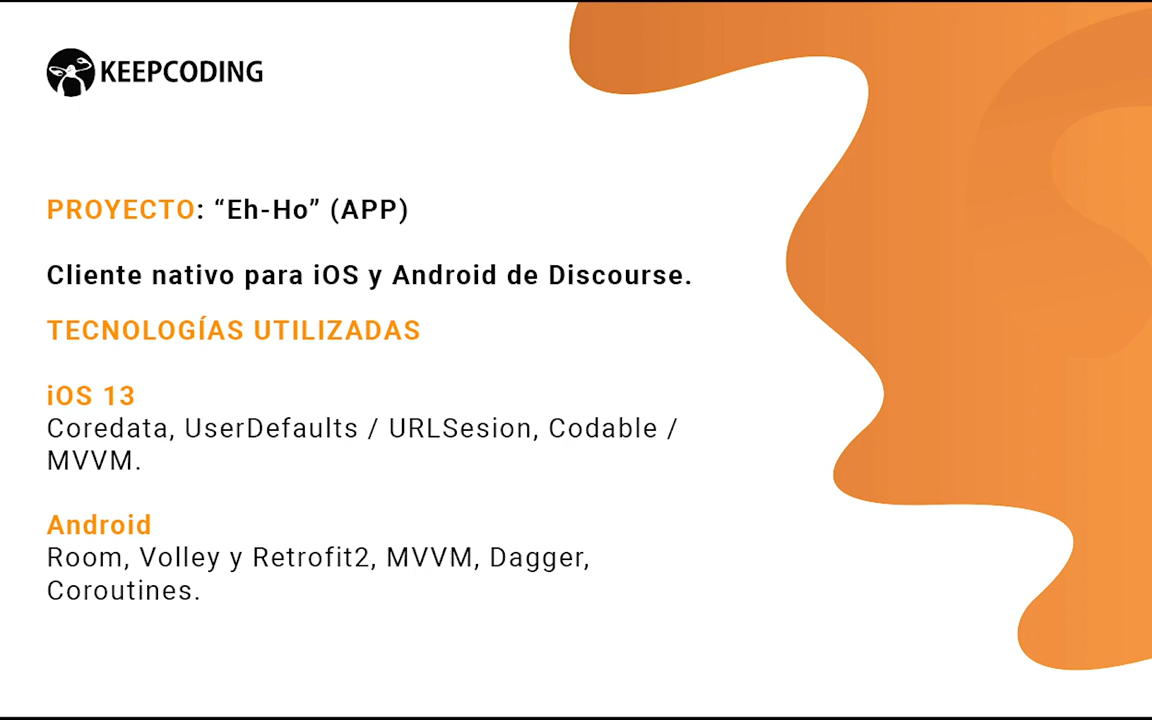 KEEPCODING
PROYECTO: “Eh-Ho” (APP)
Cliente nativo para iOS y Android de Discourse.
TECNOLOGÍAS UTILIZADAS
iOS 13
Coredata, UserDefaults / URLSesion, Codable /
MVVM.
Android
Room, Volley y Retrofit2, MVVM, Dagger,
Coroutines.